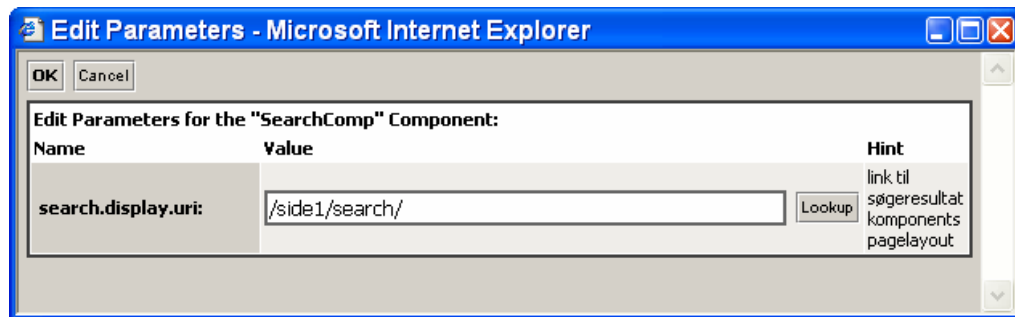 Edit Parameters - Microsoft Internet Explorer
OK Cancel
Edit Parameters for the "SearchComp" Component:
Name Value Hint
search.display.uri: /side1/search/ Lookup
link til
søgeresultat
komponents
pagelayout